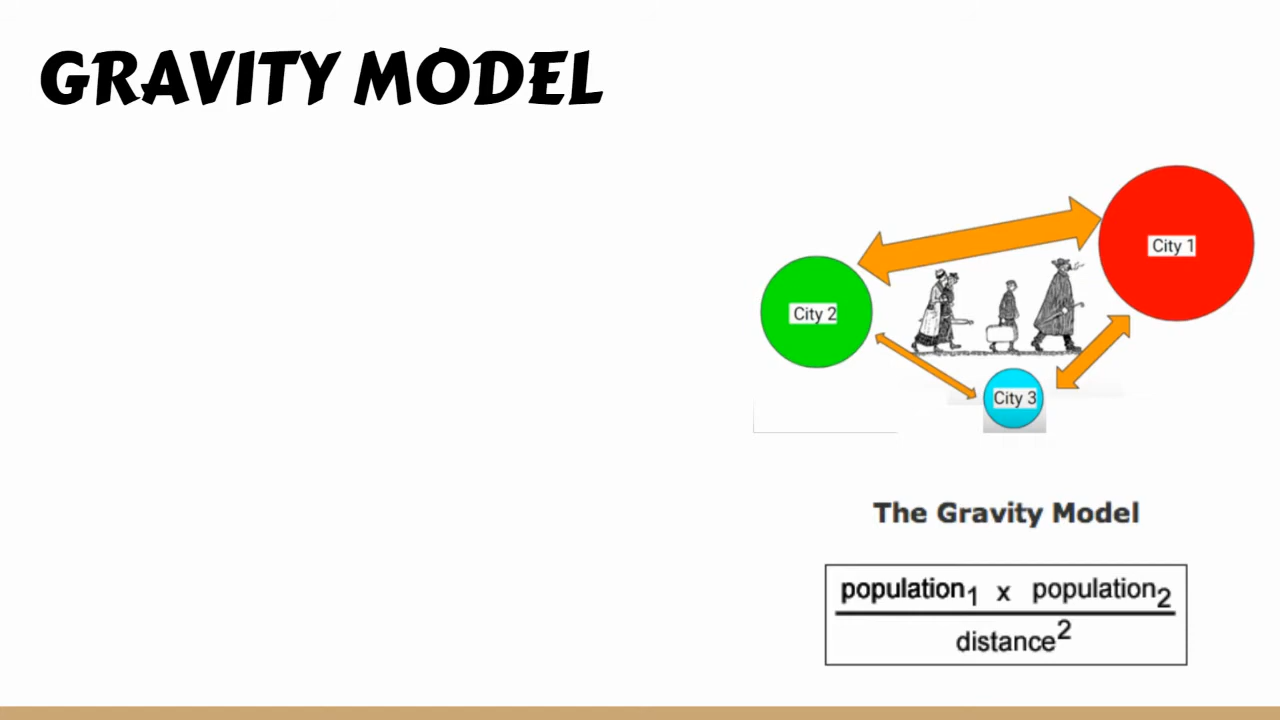 GRAVITY MODEL
City 1
City 2
City 3
The Gravity Model
population1 x population2
distance2